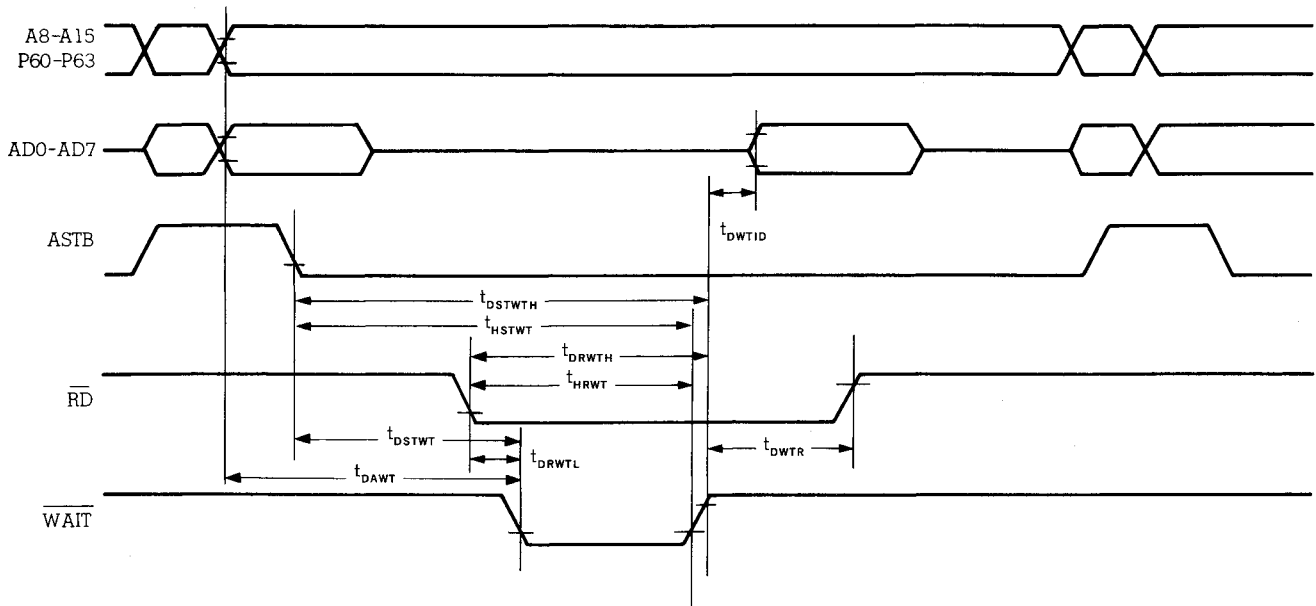 A8-A15
P60-P63
AD0-AD7
tDWTID
ASTB
tDSTWTH
tHSTWT
tDRWTH
tHRWT
RD
tDSTWT
tDWTR
tDRWTL
tDAWT
WAIT